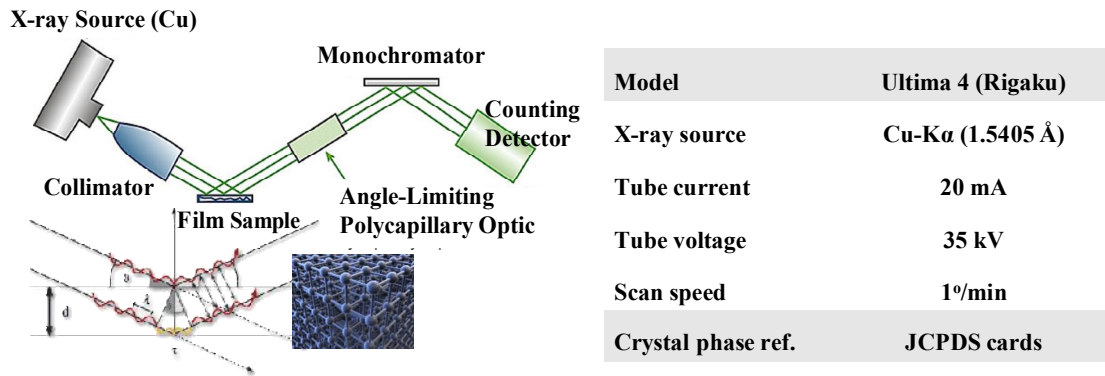 X-ray Source (Cu)
Monochromator
Counting
Detector
Collimator
Film Sample
Angle-Limiting
Polycapillary Optic
θ
λ
d
τ
Model Ultima 4 (Rigaku)
X-ray source Cu-Kα (1.5405 Å)
Tube current 20 mA
Tube voltage 35 kV
Scan speed 1º/min
Crystal phase ref. JCPDS cards